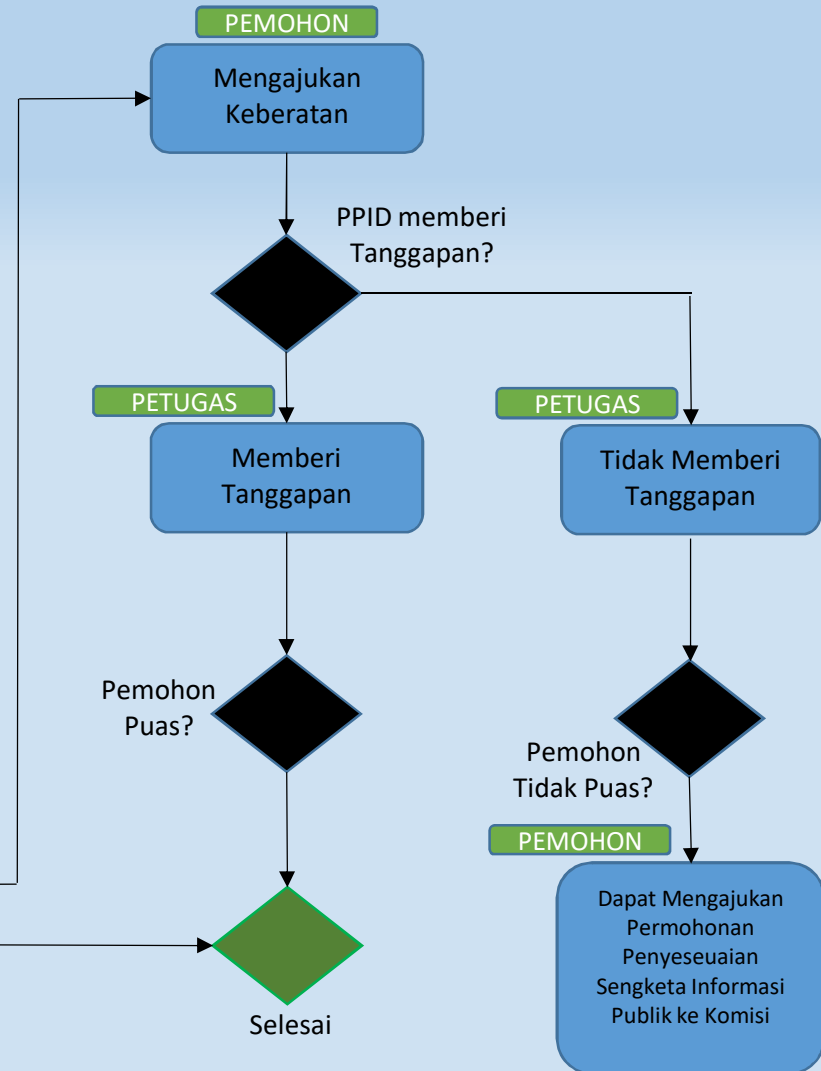 PEMOHON
Mengajukan
Keberatan
PPID memberi
Tanggapan?
PETUGAS
Memberi
Tanggapan
PETUGAS
Tidak Memberi
Tanggapan
Pemohon
Puas?
Pemohon
Tidak Puas?
PEMOHON
Dapat Mengajukan
Permohonan
Penyeseuaian
Sengketa Informasi
Publik ke Komisi
Selesai